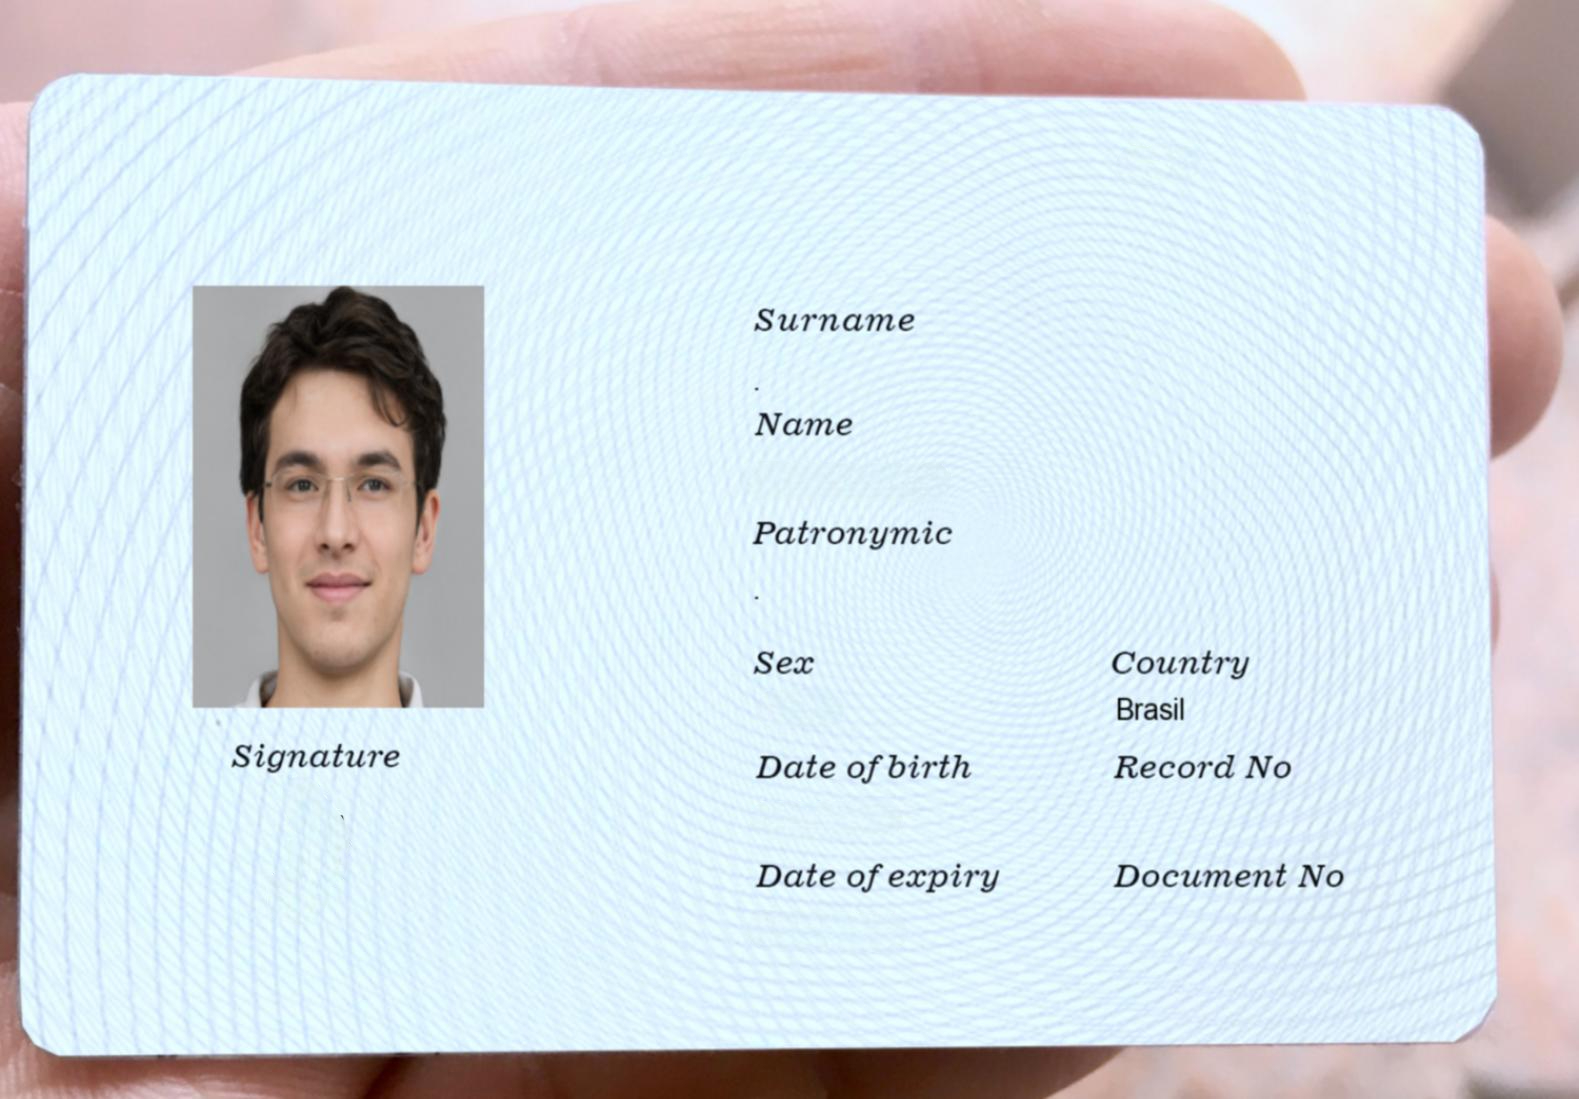 Surname
Name
Patronymic
Sex
Country
Brasil
Date of birth
Record No
Date of expiry
Document No
Signature